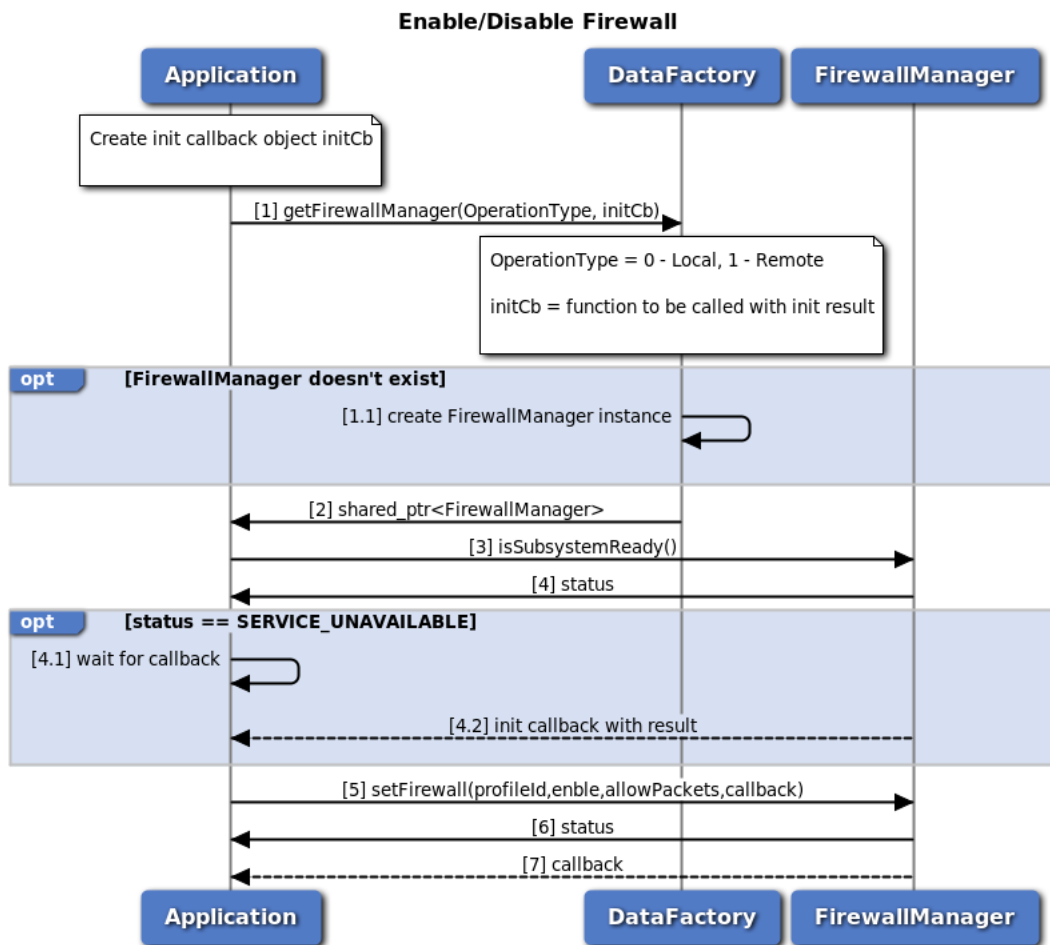 Enable/Disable Firewall
Application
DataFactory
FirewallManager
Create init callback object initCb
[1] getFirewallManager(OperationType, initCb)
OperationType = 0 - Local, 1 - Remote
initCb = function to be called with init result
opt
[FirewallManager doesn't exist]
[1.1] create FirewallManager instance
[2] shared_ptr<FirewallManager>
[3] isSubsystemReady()
[4] status
opt
[status == SERVICE_UNAVAILABLE]
[4.1] wait for callback
[4.2] init callback with result
[5] setFirewall(profileId,enble,allowPackets,callback)
[6] status
[7] callback
Application
DataFactory
FirewallManager